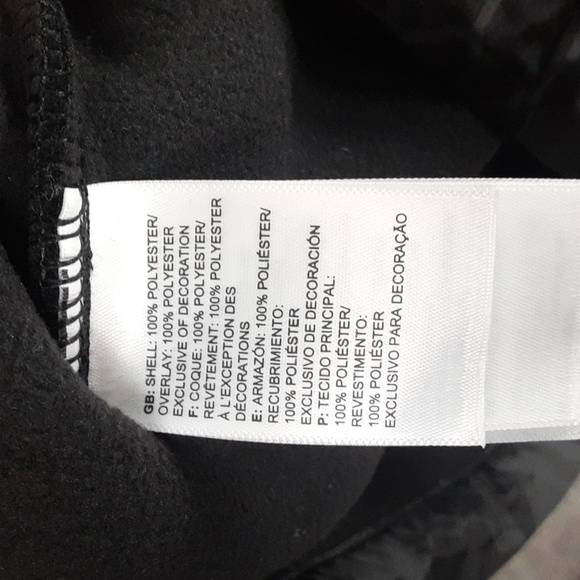 GB: SHELL: 100% POLYESTER/
OVERLAY: 100% POLYESTER
EXCLUSIVE OF DECORATION
F: COQUE: 100% POLYESTER/
REVÊTEMENT: 100% POLYESTER
À L'EXCEPTION DES
DÉCORATIONS
E: ARMAZÓN: 100% POLIÉSTER/
RECUBRIMIENTO:
100% POLIÉSTER
EXCLUSIVO DE DECORACIÓN
P: TECIDO PRINCIPAL:
100% POLIÉSTER/
REVESTIMENTO:
100% POLIÉSTER
EXCLUSIVO PARA DECORAÇÃO